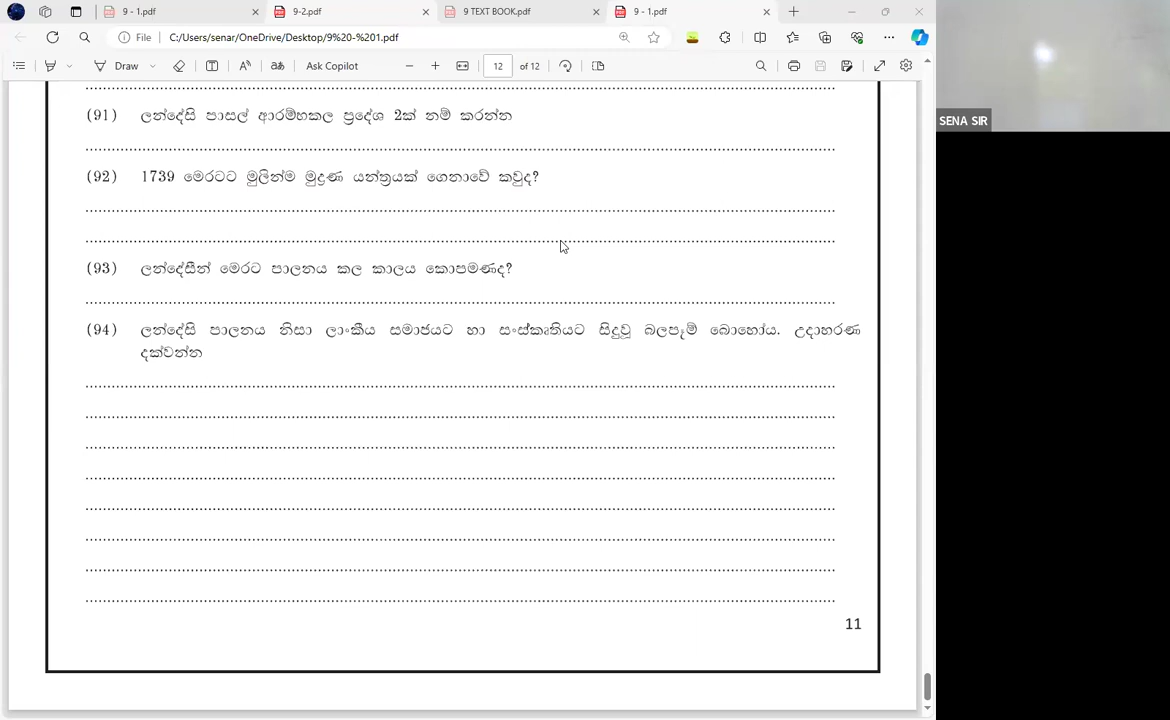 9 - 1.pdf
9-2.pdf
9 TEXT BOOK.pdf
9 - 1.pdf
File
C:/Users/senar/OneDrive/Desktop/9%20-%201.pdf
Draw
Ask Copilot
12 of 12
SENA SIR
(91) ලන්දේසි පාසල් ආරම්භකල ප්‍රදේශ 2ක් නම් කරන්න
(92) 1739 මෙරටට මුලින්ම මුද්‍රණ යන්ත්‍රයක් ගෙනාවේ කවුද?
(93) ලන්දේසීන් මෙරට පාලනය කල කාලය කොපමණද?
(94) ලන්දේසි පාලනය නිසා ලාංකීය සමාජයට හා සංස්කෘතියට සිදුවූ බලපෑම් බොහෝය. උදාහරණ
දක්වන්න
11